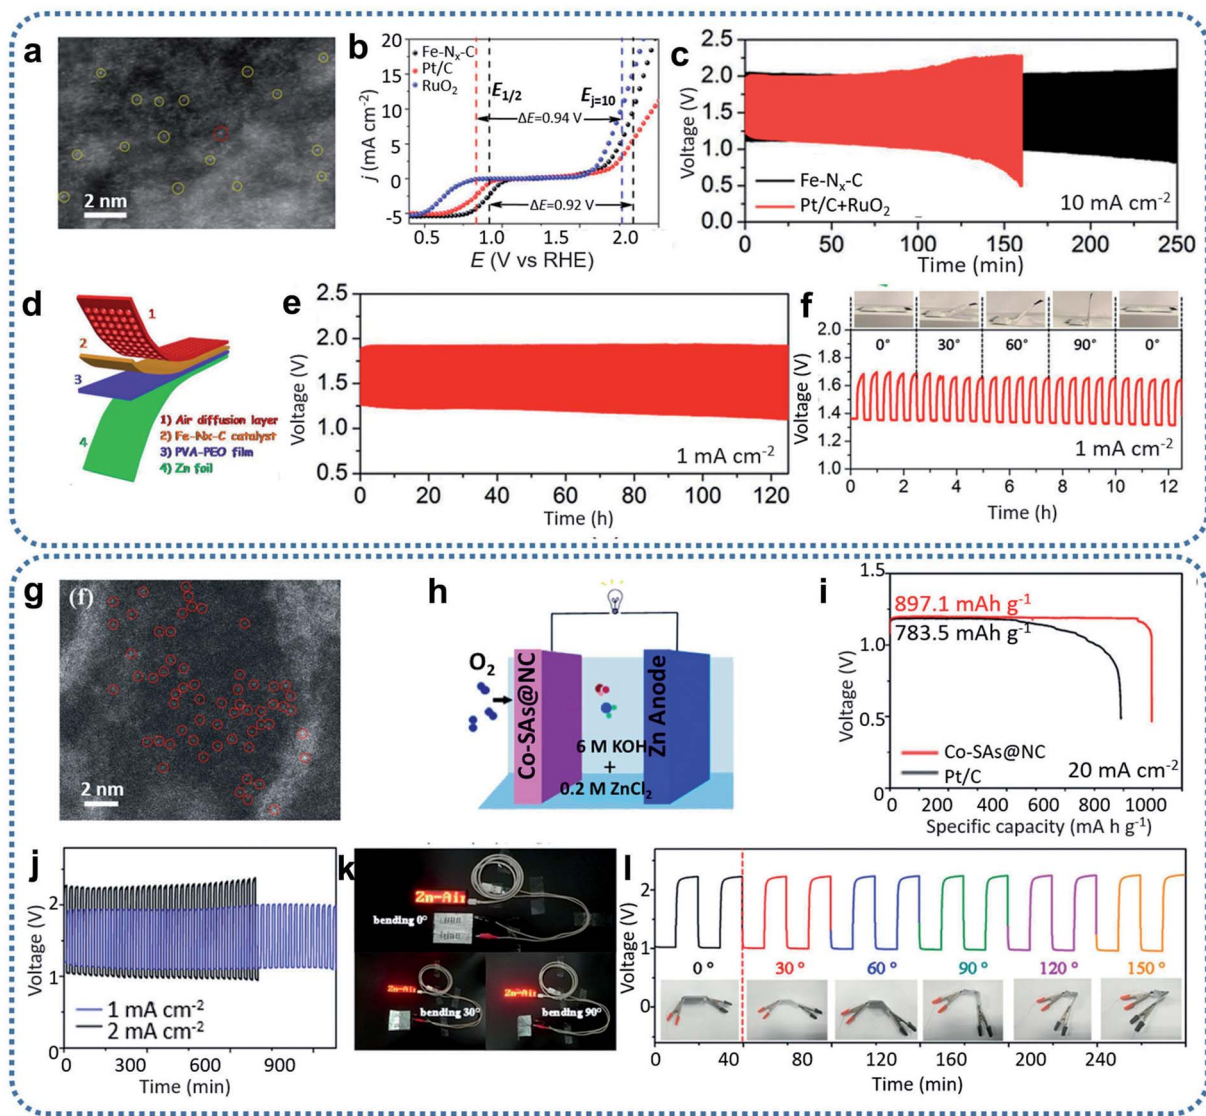 a
2 nm
b
20
15
10
5
0
-5
j (mA cm⁻²)
Fe-Nₓ-C
Pt/C
RuO₂
E₁/₂
Eⱼ₌₁₀
ΔE=0.94 V
ΔE=0.92 V
0.5 1.0 1.5 2.0
E (V vs RHE)
c
2.5
2.0
1.5
1.0
0.5
0.0
Voltage (V)
Fe-Nₓ-C
Pt/C+RuO₂
10 mA cm⁻²
0 50 100 150 200 250
Time (min)
d
1
2
3
4
1) Air diffusion layer
2) Fe-Nx-C catalyst
3) PVA-PEO film
4) Zn foil
e
2.5
2.0
1.5
1.0
0.5
Voltage (V)
1 mA cm⁻²
0 20 40 60 80 100 120
Time (h)
f
2.0
1.8
1.6
1.4
1.2
1.0
Voltage (V)
0° 30° 60° 90° 0°
1 mA cm⁻²
0 2 4 6 8 10 12
Time (h)
g
(f)
2 nm
h
O₂
Co-SAs@NC
Zn Anode
6 M KOH
+
0.2 M ZnCl₂
i
1.5
1.0
0.5
0
Voltage (V)
897.1 mAh g⁻¹
783.5 mAh g⁻¹
Co-SAs@NC
Pt/C
20 mA cm⁻²
0 200 400 600 800 1000
Specific capacity (mA h g⁻¹)
j
3
2
1
0
Voltage (V)
1 mA cm⁻²
2 mA cm⁻²
0 300 600 900
Time (min)
k
Zn-Air
bending 0°
Zn-Air
bending 30°
Zn-Air
bending 90°
l
2
1
0
Voltage (V)
0 ° 30 ° 60 ° 90 ° 120 ° 150 °
0 20 40 80 120 140 200 240
Time (min)